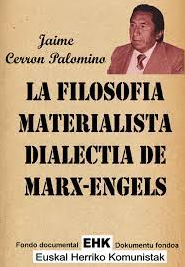 Jaime
Cerron Palomino
LA FILOSOFIA
MATERIALISTA
DIALECTIA DE
MARX-ENGELS
Fondo documental EHK Dokumentu fondoa
Euskal Herriko Komunistak